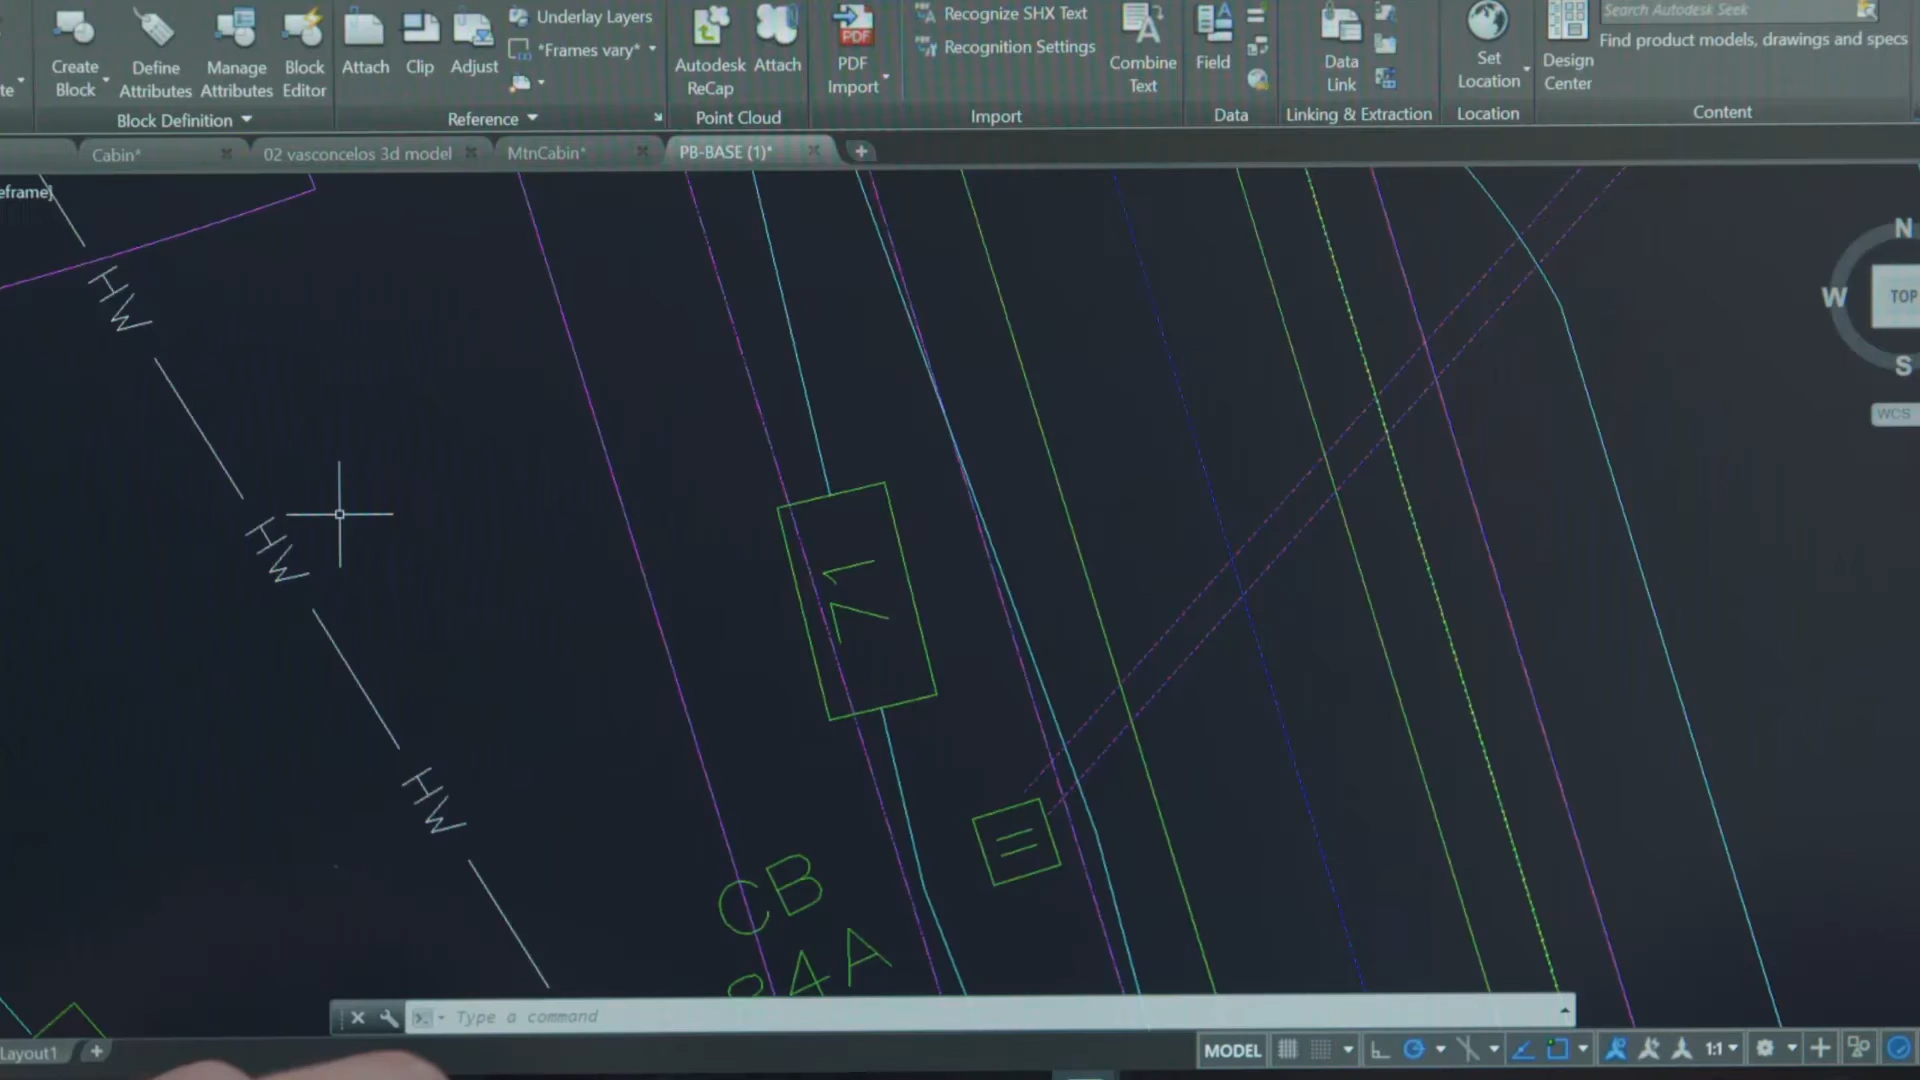 Create Block
Define Attributes
Manage Attributes
Block Editor
Block Definition
Attach
Clip
Adjust
Underlay Layers
*Frames vary*
Reference
Autodesk ReCap
Attach
Point Cloud
PDF
PDF Import
Recognize SHX Text
Recognition Settings
Combine Text
Import
Field
Data
Data Link
Linking & Extraction
Set Location
Location
Design Center
Search Autodesk Seek
Find product models, drawings and specs
Content
Cabin*
02 vasconcelos 3d model
MtnCabin*
PB-BASE (1)*
eframe]
HW
HW
HW
71
CB
4A
N
W
TOP
S
WCS
Type a command
Layout1
MODEL
1:1